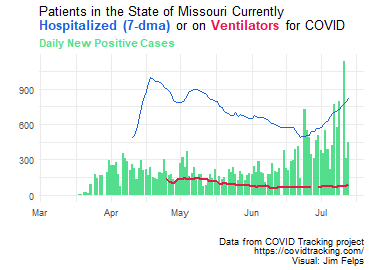 Patients in the State of Missouri Currently
Hospitalized (7-dma) or on Ventilators for COVID
Daily New Positive Cases
900
600
300
0
Mar Apr May Jun Jul
Data from COVID Tracking project
https://covidtracking.com/
Visual: Jim Felps